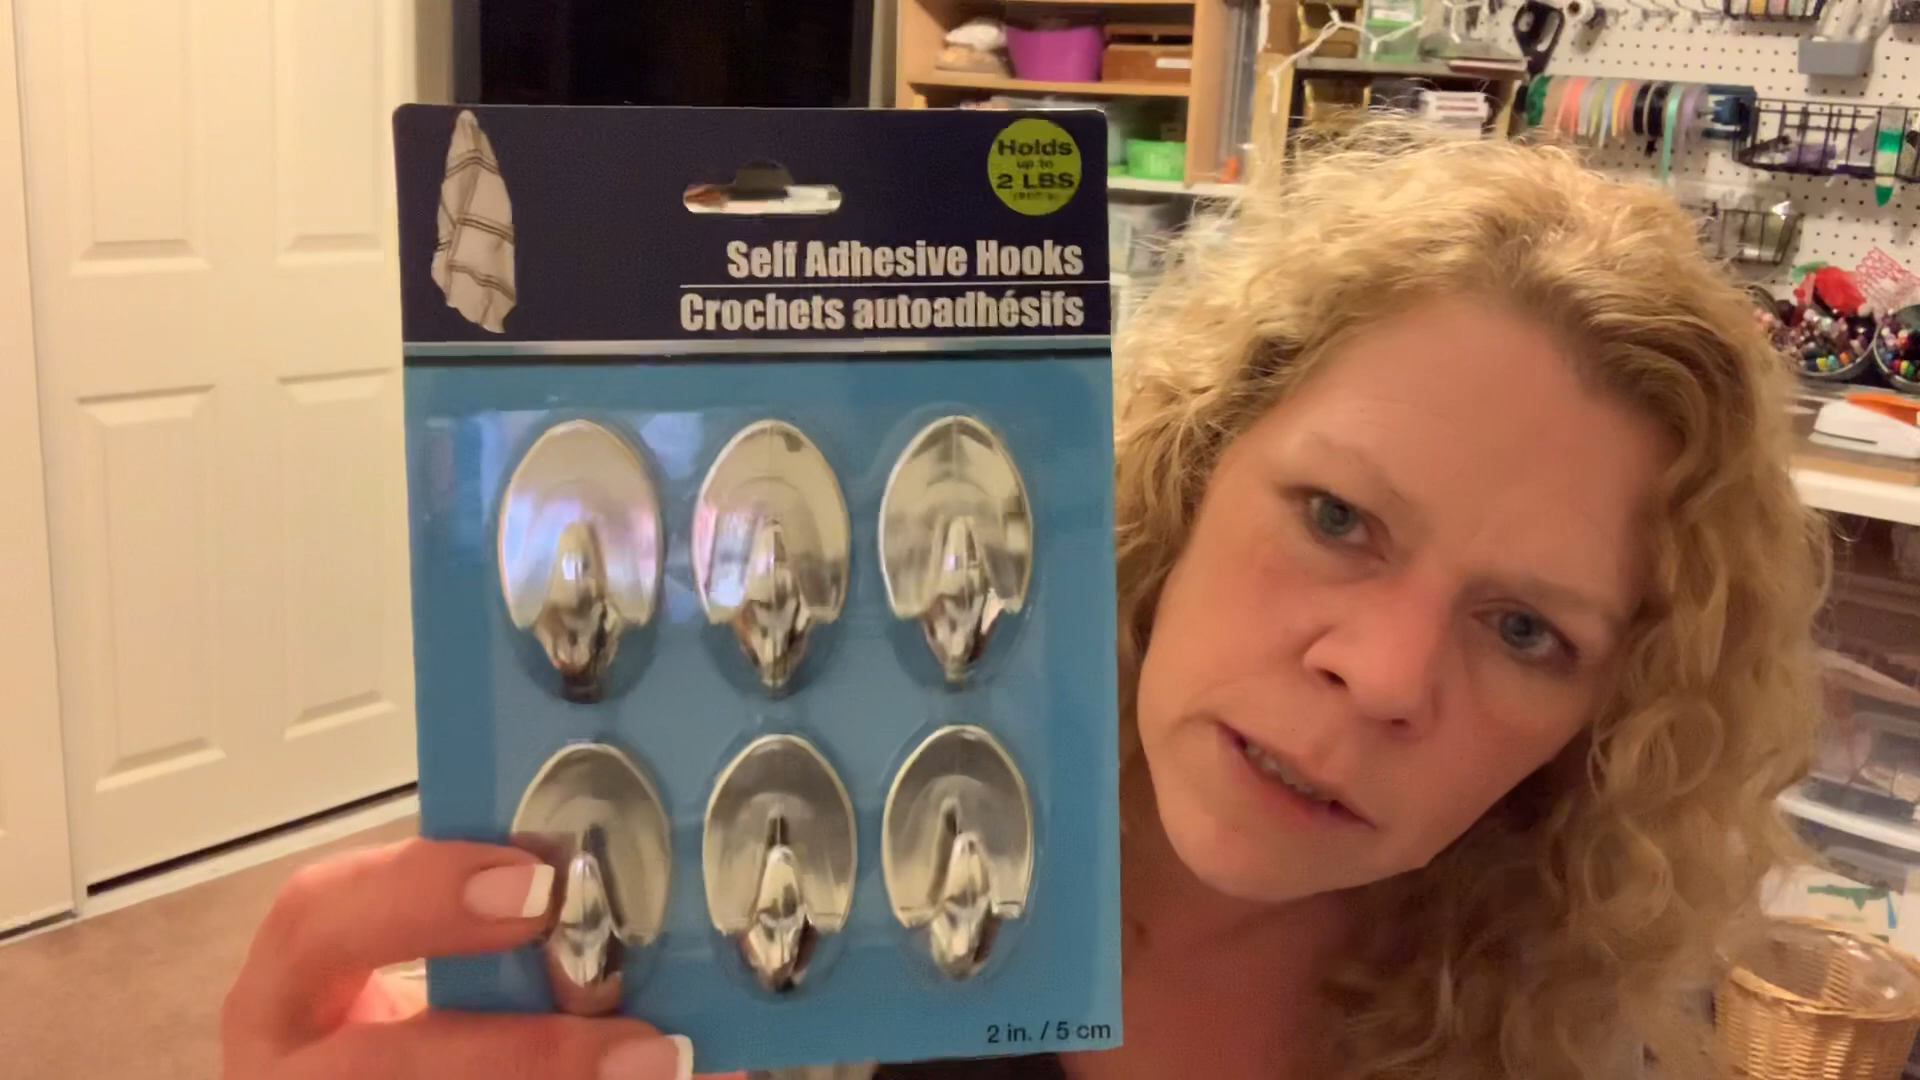 Holds
up to
2 LBS
Self Adhesive Hooks
Crochets autoadhésifs
2 in. / 5 cm